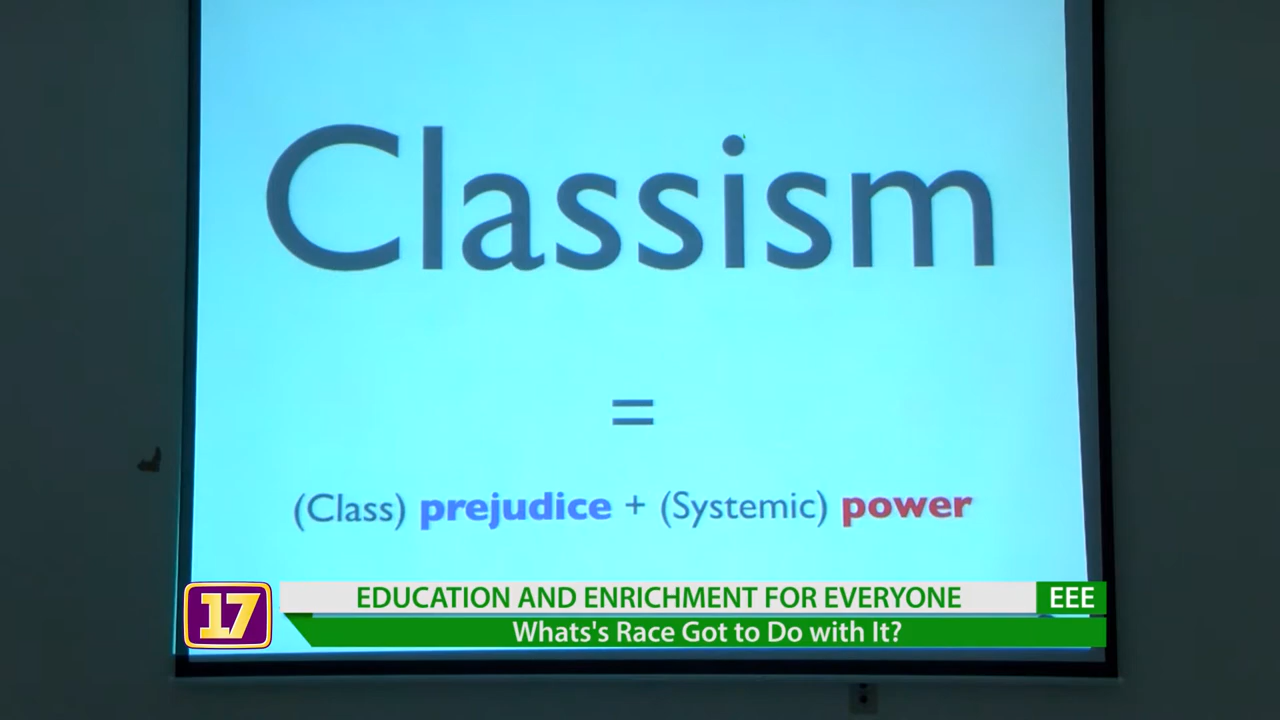 Classism
=
(Class) prejudice + (Systemic) power
17
EDUCATION AND ENRICHMENT FOR EVERYONE EEE
Whats's Race Got to Do with It?